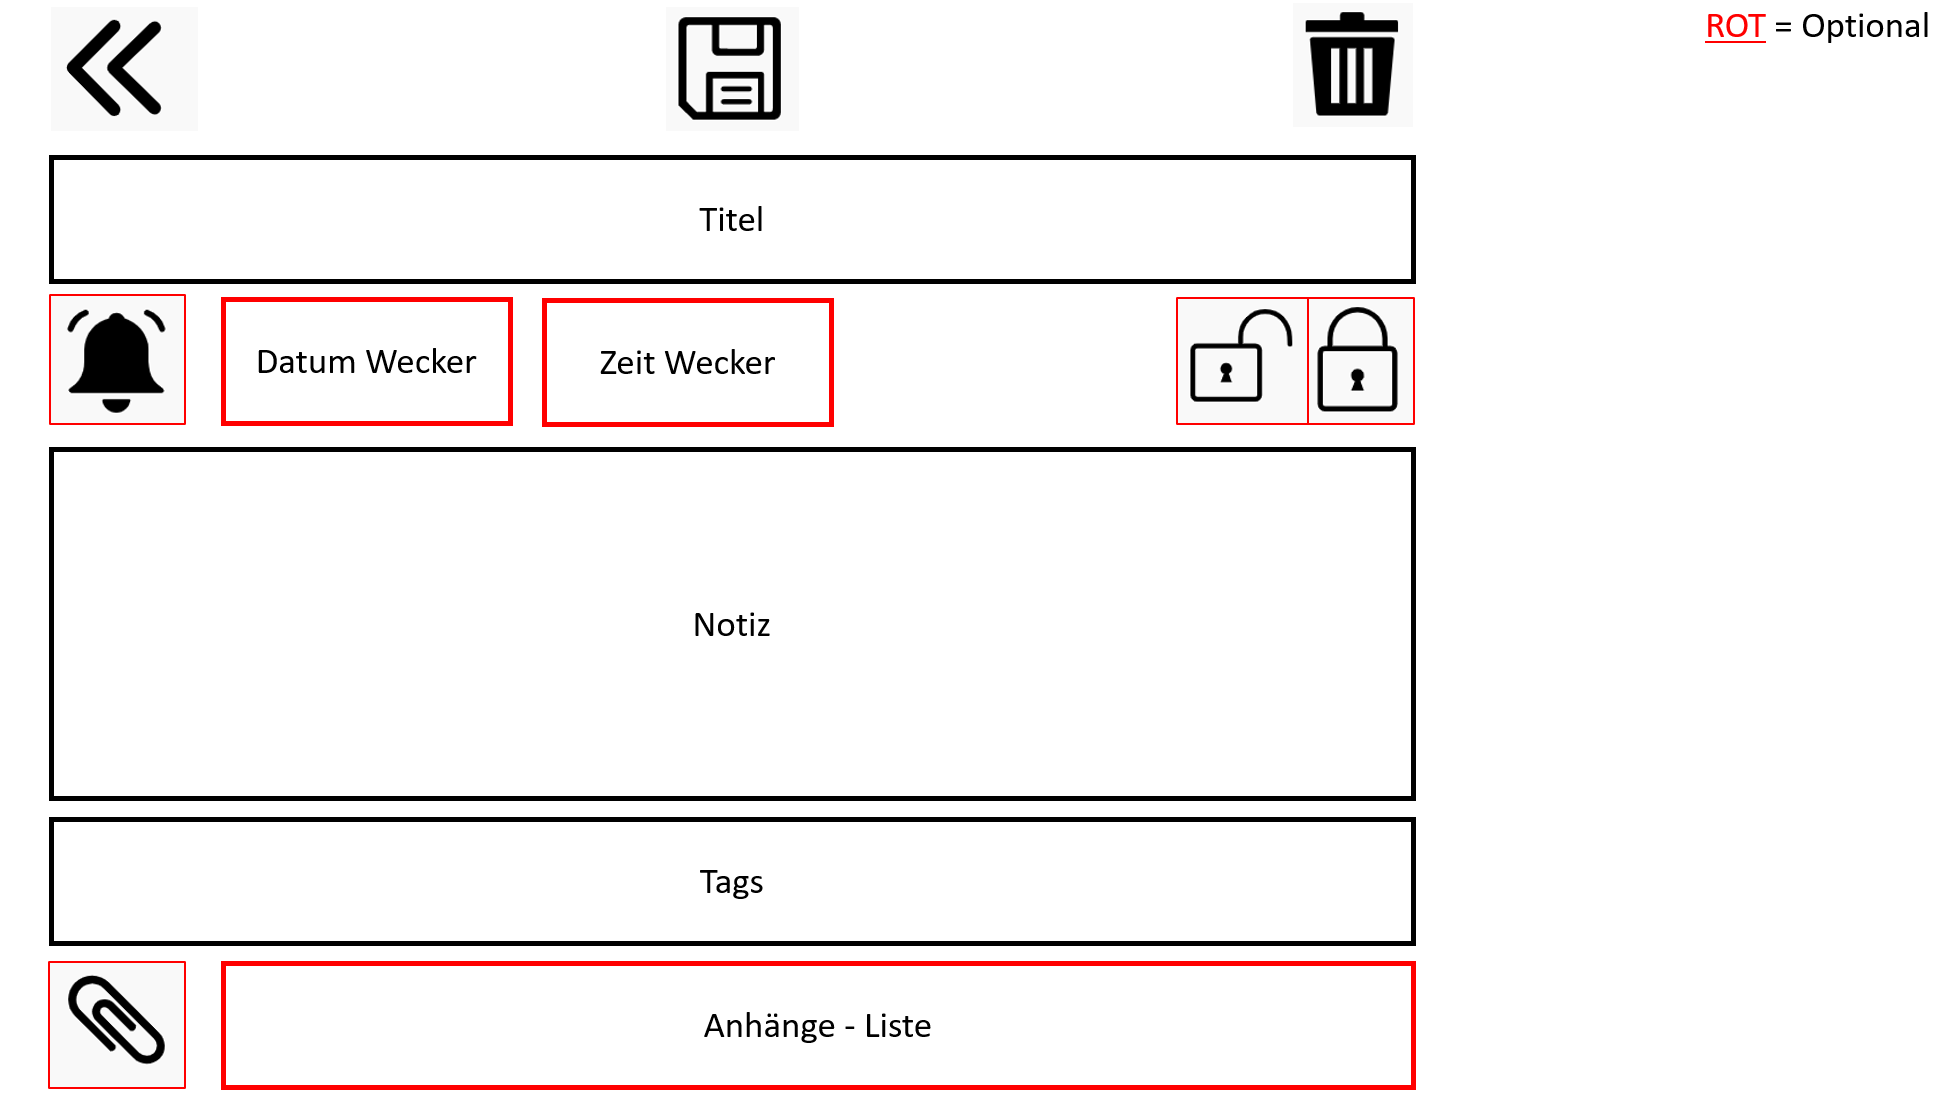 ROT = Optional
Titel
Datum Wecker
Zeit Wecker
Notiz
Tags
Anhänge - Liste